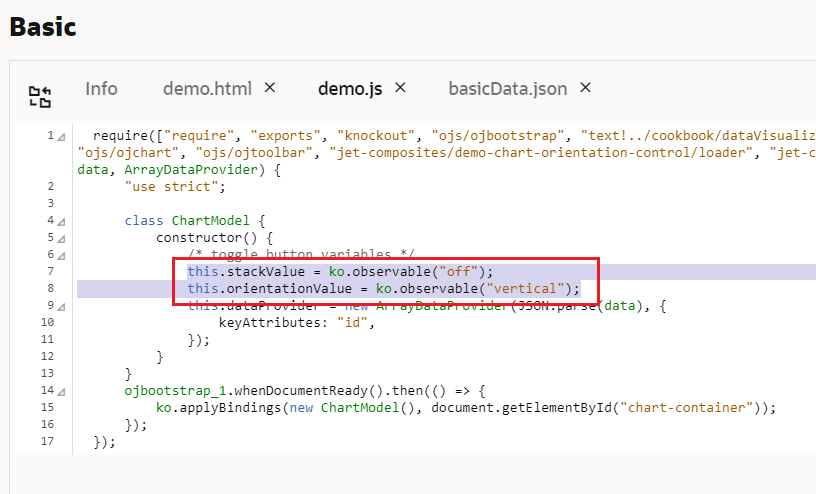 Basic
Info demo.html × demo.js × basicData.json ×
1 require(["require", "exports", "knockout", "ojs/ojbootstrap", "text!../cookbook/dataVisualiz
"ojs/ojchart", "ojs/ojtoolbar", "jet-composites/demo-chart-orientation-control/loader", "jet-c
data, ArrayDataProvider) {
2 "use strict";
3
4 class ChartModel {
5 constructor() {
6 /* toggle button variables */
7 this.stackValue = ko.observable("off");
8 this.orientationValue = ko.observable("vertical");
9 this.dataProvider = new ArrayDataProvider(JSON.parse(data), {
10 keyAttributes: "id",
11 });
12 }
13 }
14 ojbootstrap_1.whenDocumentReady().then(() => {
15 ko.applyBindings(new ChartModel(), document.getElementById("chart-container"));
16 });
17 });